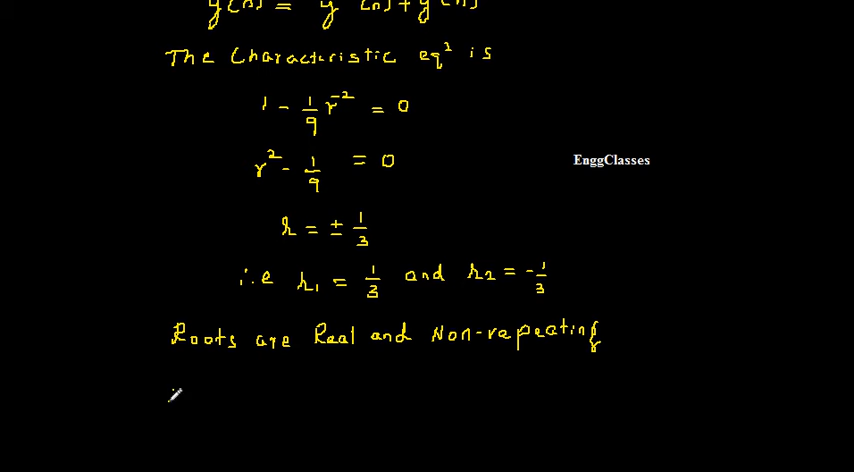 y(n) = y (n) + y (n)
The Characteristic eqⁿ is
1 - 1/9 r⁻² = 0
r² - 1/9 = 0
EnggClasses
r = ± 1/3
i.e r₁ = 1/3 and r₂ = -1/3
Roots are Real and Non-repeating